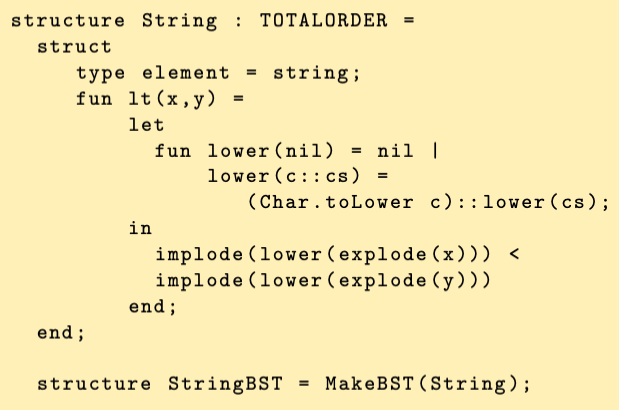 structure String : TOTALORDER =
  struct
     type element = string;
     fun lt(x,y) =
         let
           fun lower(nil) = nil |
               lower(c::cs) =
                  (Char.toLower c)::lower(cs);
         in
           implode(lower(explode(x))) <
           implode(lower(explode(y)))
         end;
  end;

  structure StringBST = MakeBST(String);